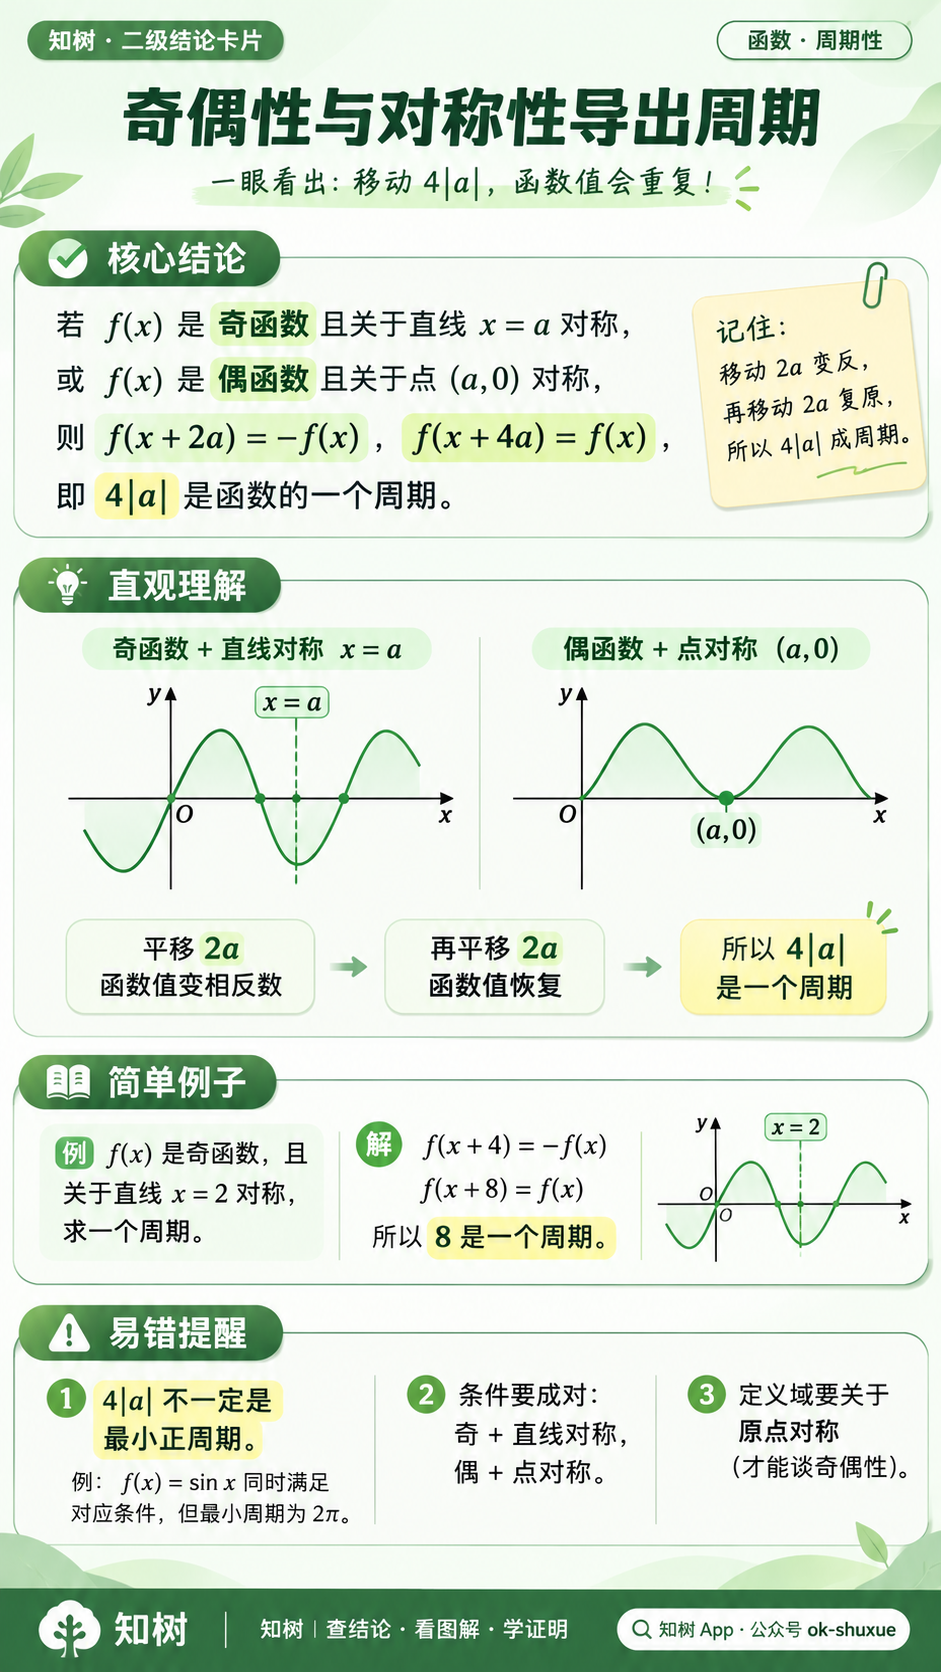 知树 · 二级结论卡片
函数 · 周期性
奇偶性与对称性导出周期
一眼看出：移动 4|a|，函数值会重复！
核心结论
若 f(x) 是 奇函数 且关于直线 x = a 对称，
或 f(x) 是 偶函数 且关于点 (a,0) 对称，
则 f(x + 2a) = −f(x)， f(x + 4a) = f(x)，
即 4|a| 是函数的一个周期。
记住：
移动 2a 变反，
再移动 2a 复原，
所以 4|a| 成周期。
直观理解
奇函数 + 直线对称 x = a
y
x = a
O
x
偶函数 + 点对称 (a,0)
y
O
(a,0)
x
平移 2a
函数值变相反数
再平移 2a
函数值恢复
所以 4|a|
是一个周期
简单例子
例 f(x) 是奇函数，且
关于直线 x = 2 对称，
求一个周期。
解 f(x + 4) = −f(x)
f(x + 8) = f(x)
所以 8 是一个周期。
y
x = 2
O
O
x
易错提醒
1 4|a| 不一定是
最小正周期。
例： f(x) = sin x 同时满足
对应条件，但最小周期为 2π。
2 条件要成对：
奇 + 直线对称，
偶 + 点对称。
3 定义域要关于
原点对称
（才能谈奇偶性）。
知树
知树 | 查结论 · 看图解 · 学证明
知树 App · 公众号 ok-shuxue